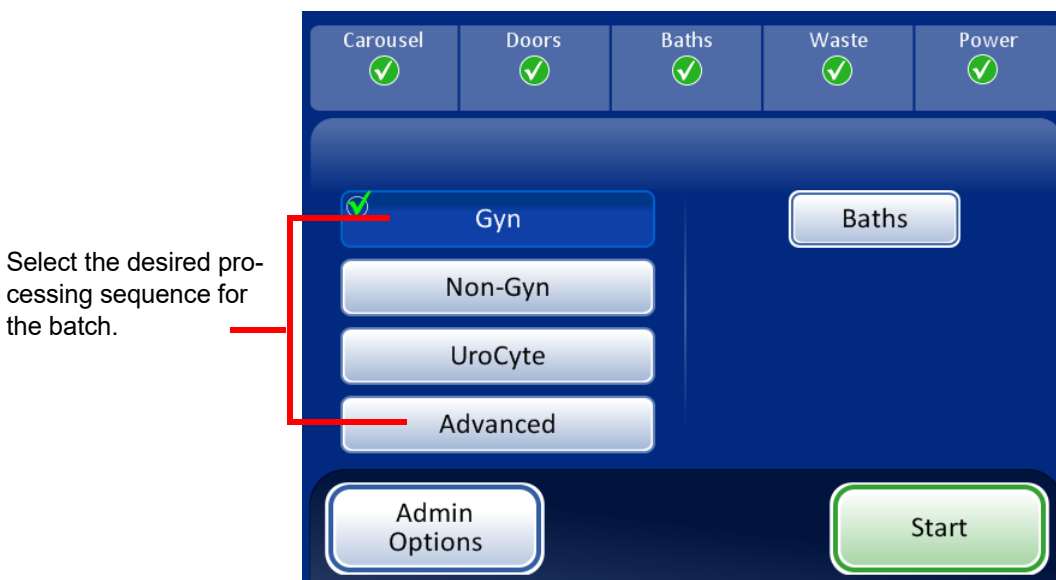 Carousel Doors Baths Waste Power
Gyn
Baths
Select the desired pro-
cessing sequence for
the batch.
Non-Gyn
UroCyte
Advanced
Admin
Options
Start